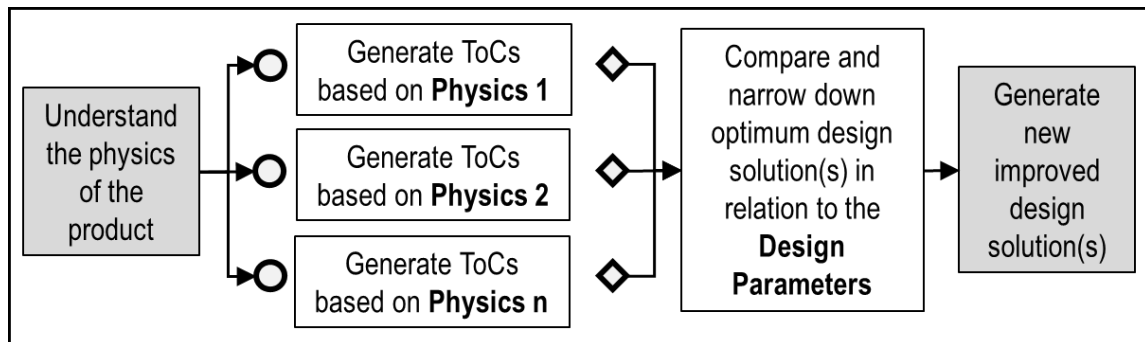 Understand
the physics
of the
product
Generate ToCs
based on Physics 1
Generate ToCs
based on Physics 2
Generate ToCs
based on Physics n
Compare and
narrow down
optimum design
solution(s) in
relation to the
Design
Parameters
Generate
new
improved
design
solution(s)